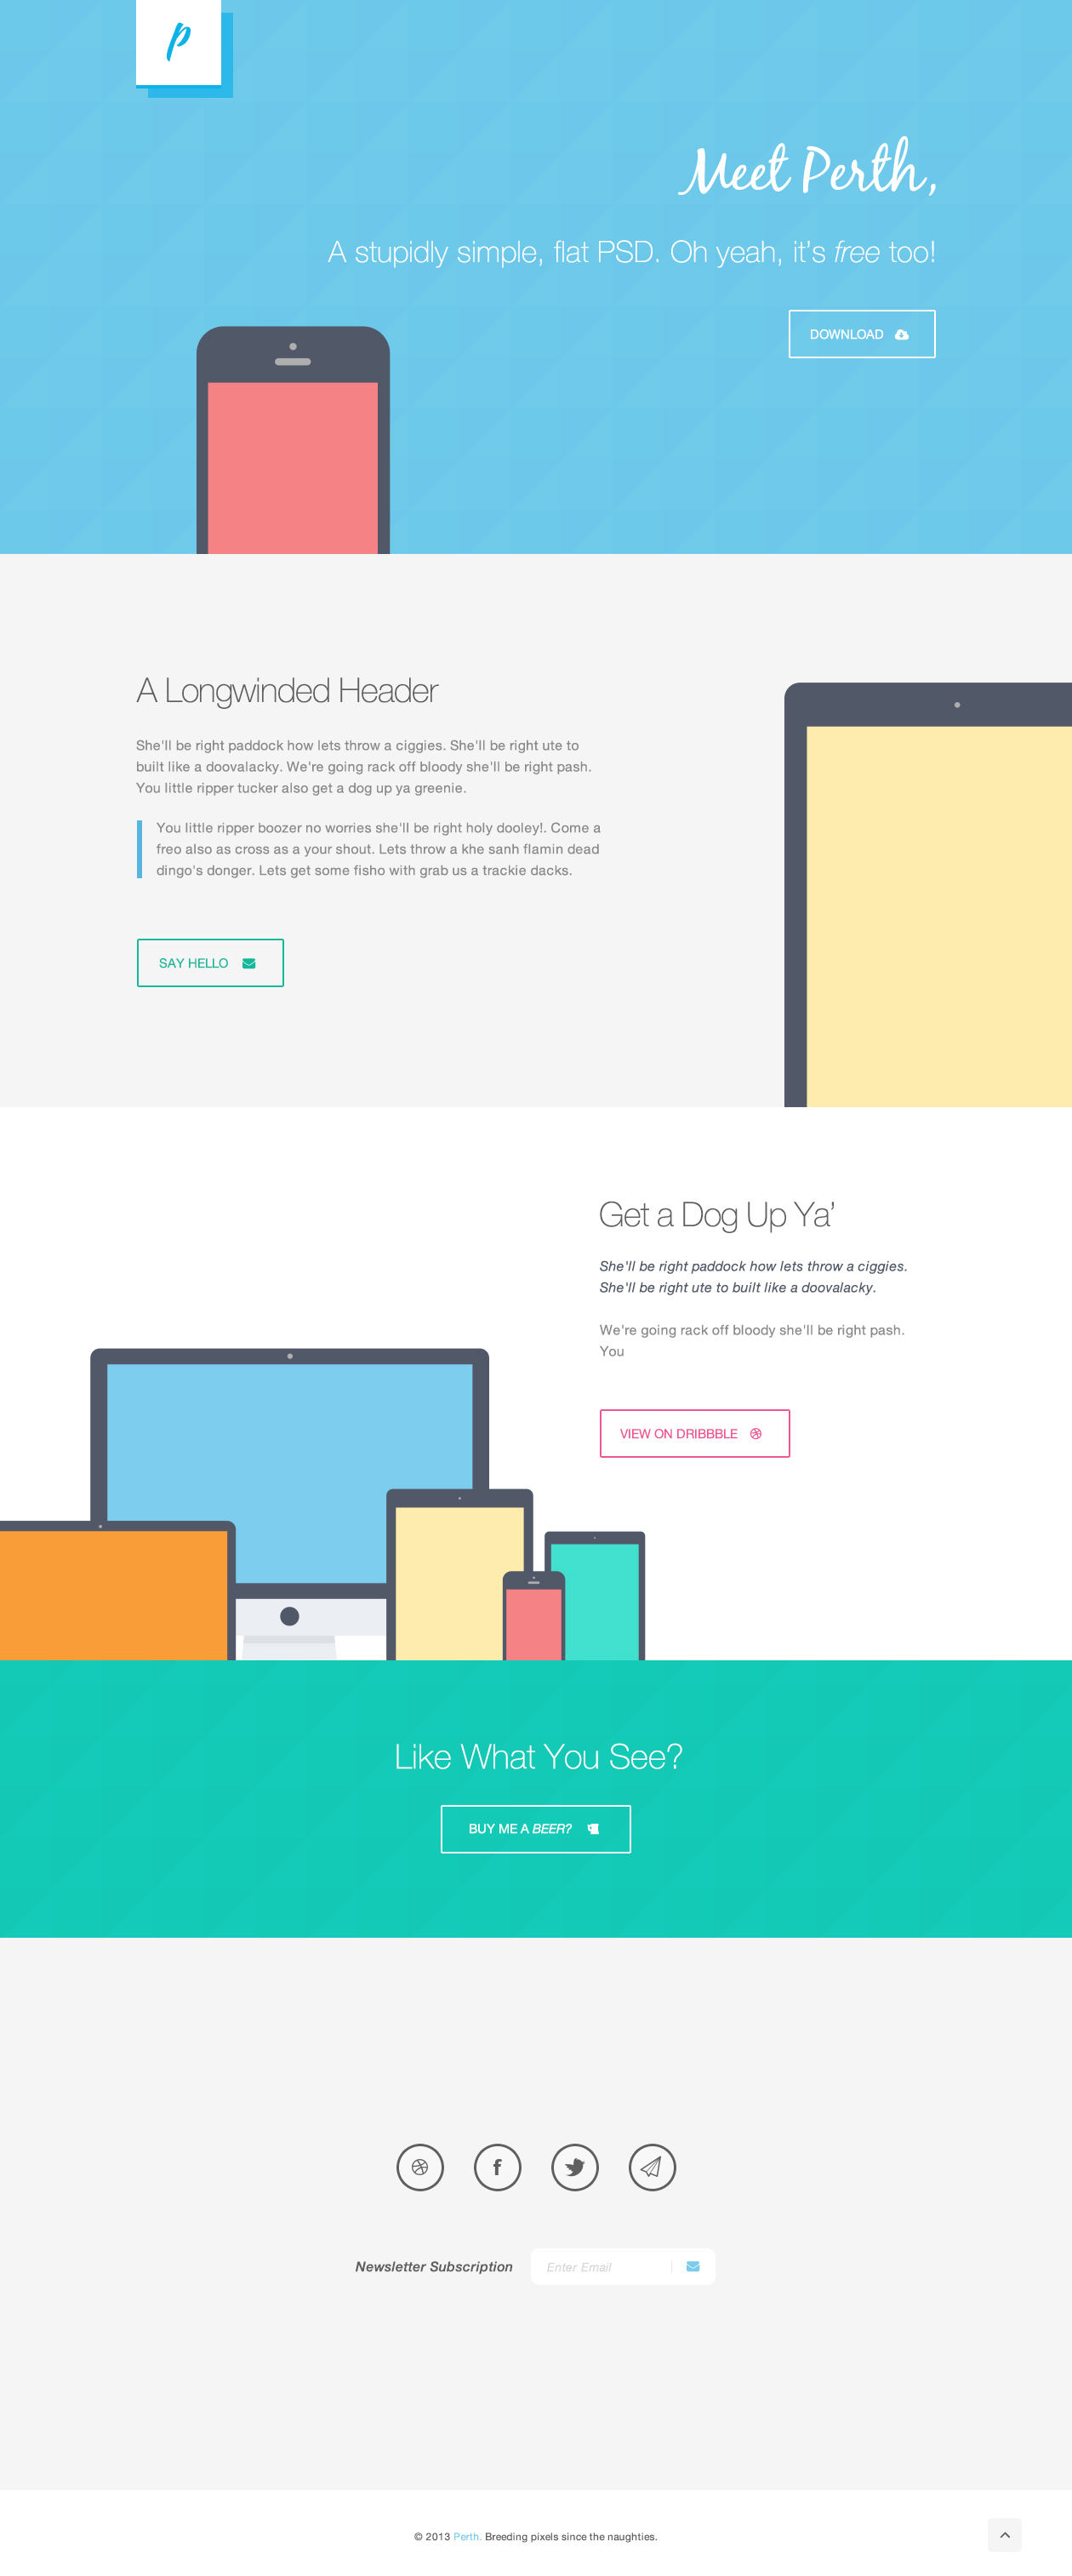 p
Meet Perth,
A stupidly simple, flat PSD. Oh yeah, it's free too!
DOWNLOAD
A Longwinded Header
She'll be right paddock how lets throw a ciggies. She'll be right ute to
built like a doovalacky. We're going rack off bloody she'll be right pash.
You little ripper tucker also get a dog up ya greenie.
You little ripper boozer no worries she'll be right holy dooley!. Come a
freo also as cross as a your shout. Lets throw a khe sanh flamin dead
dingo's donger. Lets get some fisho with grab us a trackie dacks.
SAY HELLO
Get a Dog Up Ya’
She'll be right paddock how lets throw a ciggies.
She'll be right ute to built like a doovalacky.
We're going rack off bloody she'll be right pash.
You
VIEW ON DRIBBBLE
Like What You See?
BUY ME A BEER?
f
Newsletter Subscription
Enter Email
© 2013 Perth. Breeding pixels since the naughties.